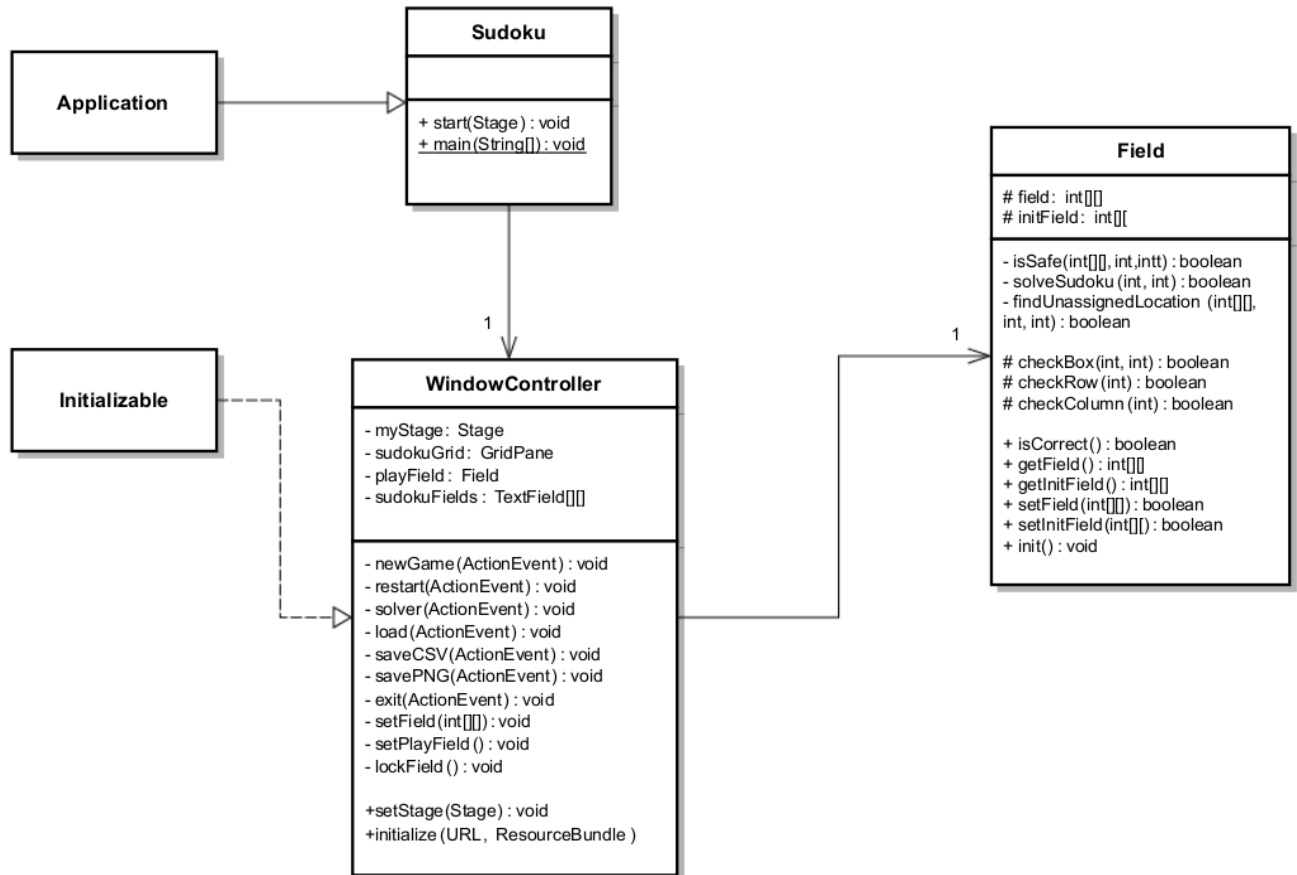 Application
Sudoku
+ start(Stage) : void
+ main(String[]) : void
1
Initializable
WindowController
- myStage: Stage
- sudokuGrid: GridPane
- playField: Field
- sudokuFields: TextField[][]
- newGame(ActionEvent) : void
- restart(ActionEvent) : void
- solver(ActionEvent) : void
- load(ActionEvent) : void
- saveCSV(ActionEvent) : void
- savePNG(ActionEvent) : void
- exit(ActionEvent) : void
- setField(int[][]) : void
- setPlayField() : void
- lockField() : void
+setStage(Stage) : void
+initialize(URL, ResourceBundle)
1
Field
# field: int[][]
# initField: int[][
- isSafe(int[][], int,intt) : boolean
- solveSudoku(int, int) : boolean
- findUnassignedLocation (int[][],
int, int) : boolean
# checkBox(int, int) : boolean
# checkRow(int) : boolean
# checkColumn(int) : boolean
+ isCorrect() : boolean
+ getField() : int[][]
+ getInitField() : int[][]
+ setField(int[][]) : boolean
+ setInitField(int[][) : boolean
+ init() : void